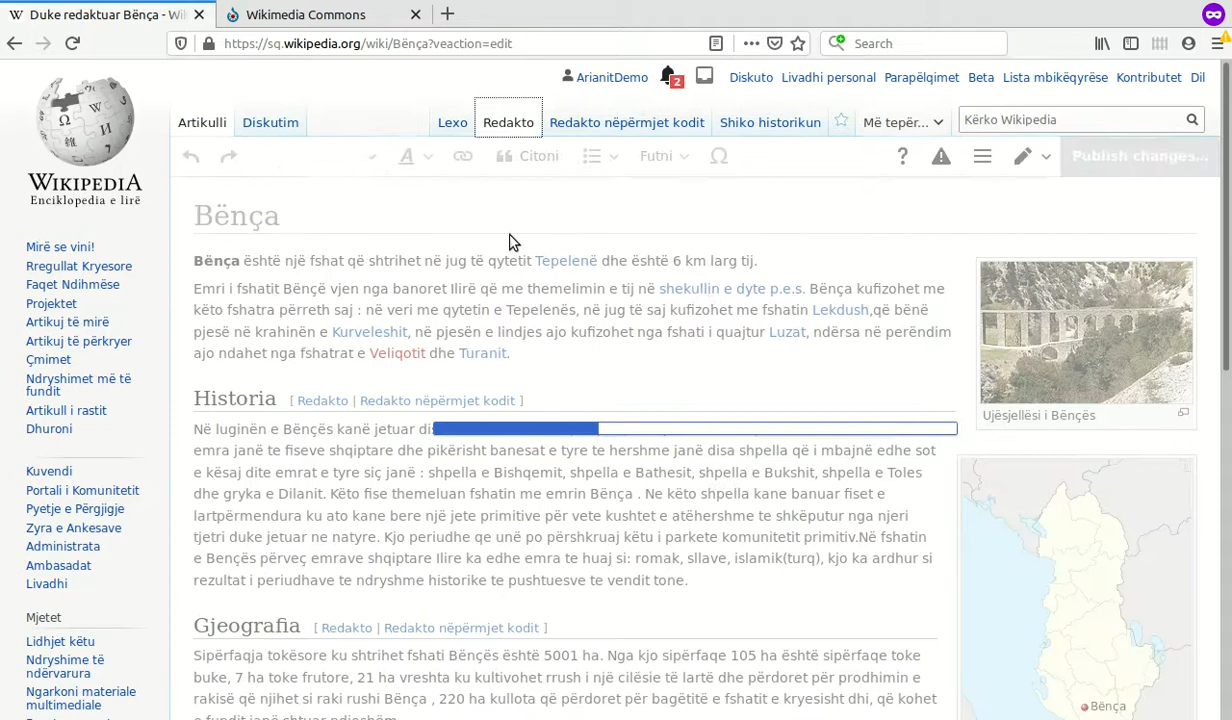 Duke redaktuar Bënça - Wi
Wikimedia Commons
https://sq.wikipedia.org/wiki/Bënça?veaction=edit
Search
ArianitDemo
2
Diskuto
Livadhi personal
Parapëlqimet
Beta
Lista mbikëqyrëse
Kontributet
Dil
Artikulli
Diskutim
Lexo
Redakto
Redakto nëpërmjet kodit
Shiko historikun
Më tepër...
Kërko Wikipedia
Citoni
Futni
Publish changes...
WIKIPEDIA
Enciklopedia e lirë
Mirë se vini!
Rregullat Kryesore
Faqet Ndihmëse
Projektet
Artikuj të mirë
Artikuj të përkryer
Çmimet
Ndryshimet më të
fundit
Artikull i rastit
Dhuroni
Kuvendi
Portali i Komunitetit
Pyetje e Përgjigje
Zyra e Ankesave
Administrata
Ambasadat
Livadhi
Mjetet
Lidhjet këtu
Ndryshime të
ndërvarura
Ngarkoni materiale
multimediale
Bënça
Bënça është një fshat që shtrihet në jug të qytetit Tepelenë dhe është 6 km larg tij.
Emri i fshatit Bënçë vjen nga banoret Ilirë që me themelimin e tij në shekullin e dyte p.e.s. Bënça kufizohet me
këto fshatra përreth saj : në veri me qytetin e Tepelenës, në jug të saj kufizohet me fshatin Lekdush,që bënë
pjesë në krahinën e Kurveleshit, në pjesën e lindjes ajo kufizohet nga fshati i quajtur Luzat, ndërsa në perëndim
ajo ndahet nga fshatrat e Veliqotit dhe Turanit.
Ujësjellësi i Bënçës
Historia [ Redakto | Redakto nëpërmjet kodit ]
Në luginën e Bënçës kanë jetuar
emra janë te fiseve shqiptare dhe pikërisht banesat e tyre te hershme janë disa shpella që i mbajnë edhe sot
e kësaj dite emrat e tyre siç janë : shpella e Bishqemit, shpella e Bathesit, shpella e Bukshit, shpella e Toles
dhe gryka e Dilanit. Këto fise themeluan fshatin me emrin Bënça . Ne këto shpella kane banuar fiset e
lartpërmendura ku ato kane bere një jete primitive për vete kushtet e atëhershme te shkëputur nga njeri
tjetri duke jetuar ne natyre. Kjo periudhe qe unë po përshkruaj këtu i parkete komunitetit primitiv.Në fshatin
e Bençës përveç emrave shqiptare Ilire ka edhe emra te huaj si: romak, sllave, islamik(turq), kjo ka ardhur si
rezultat i periudhave te ndryshme historike te pushtuesve te vendit tone.
Gjeografia [ Redakto | Redakto nëpërmjet kodit ]
Sipërfaqja tokësore ku shtrihet fshati Bënçës është 5001 ha. Nga kjo sipërfaqe 105 ha është sipërfaqe toke
buke, 7 ha toke frutore, 21 ha vreshta ku kultivohet rrush i një cilësie të lartë dhe përdoret për prodhimin e
rakisë që njihet si raki rushi Bënça , 220 ha kullota që përdoret për bagëtitë e fshatit e kryesisht dhi, që kohet
Bënça